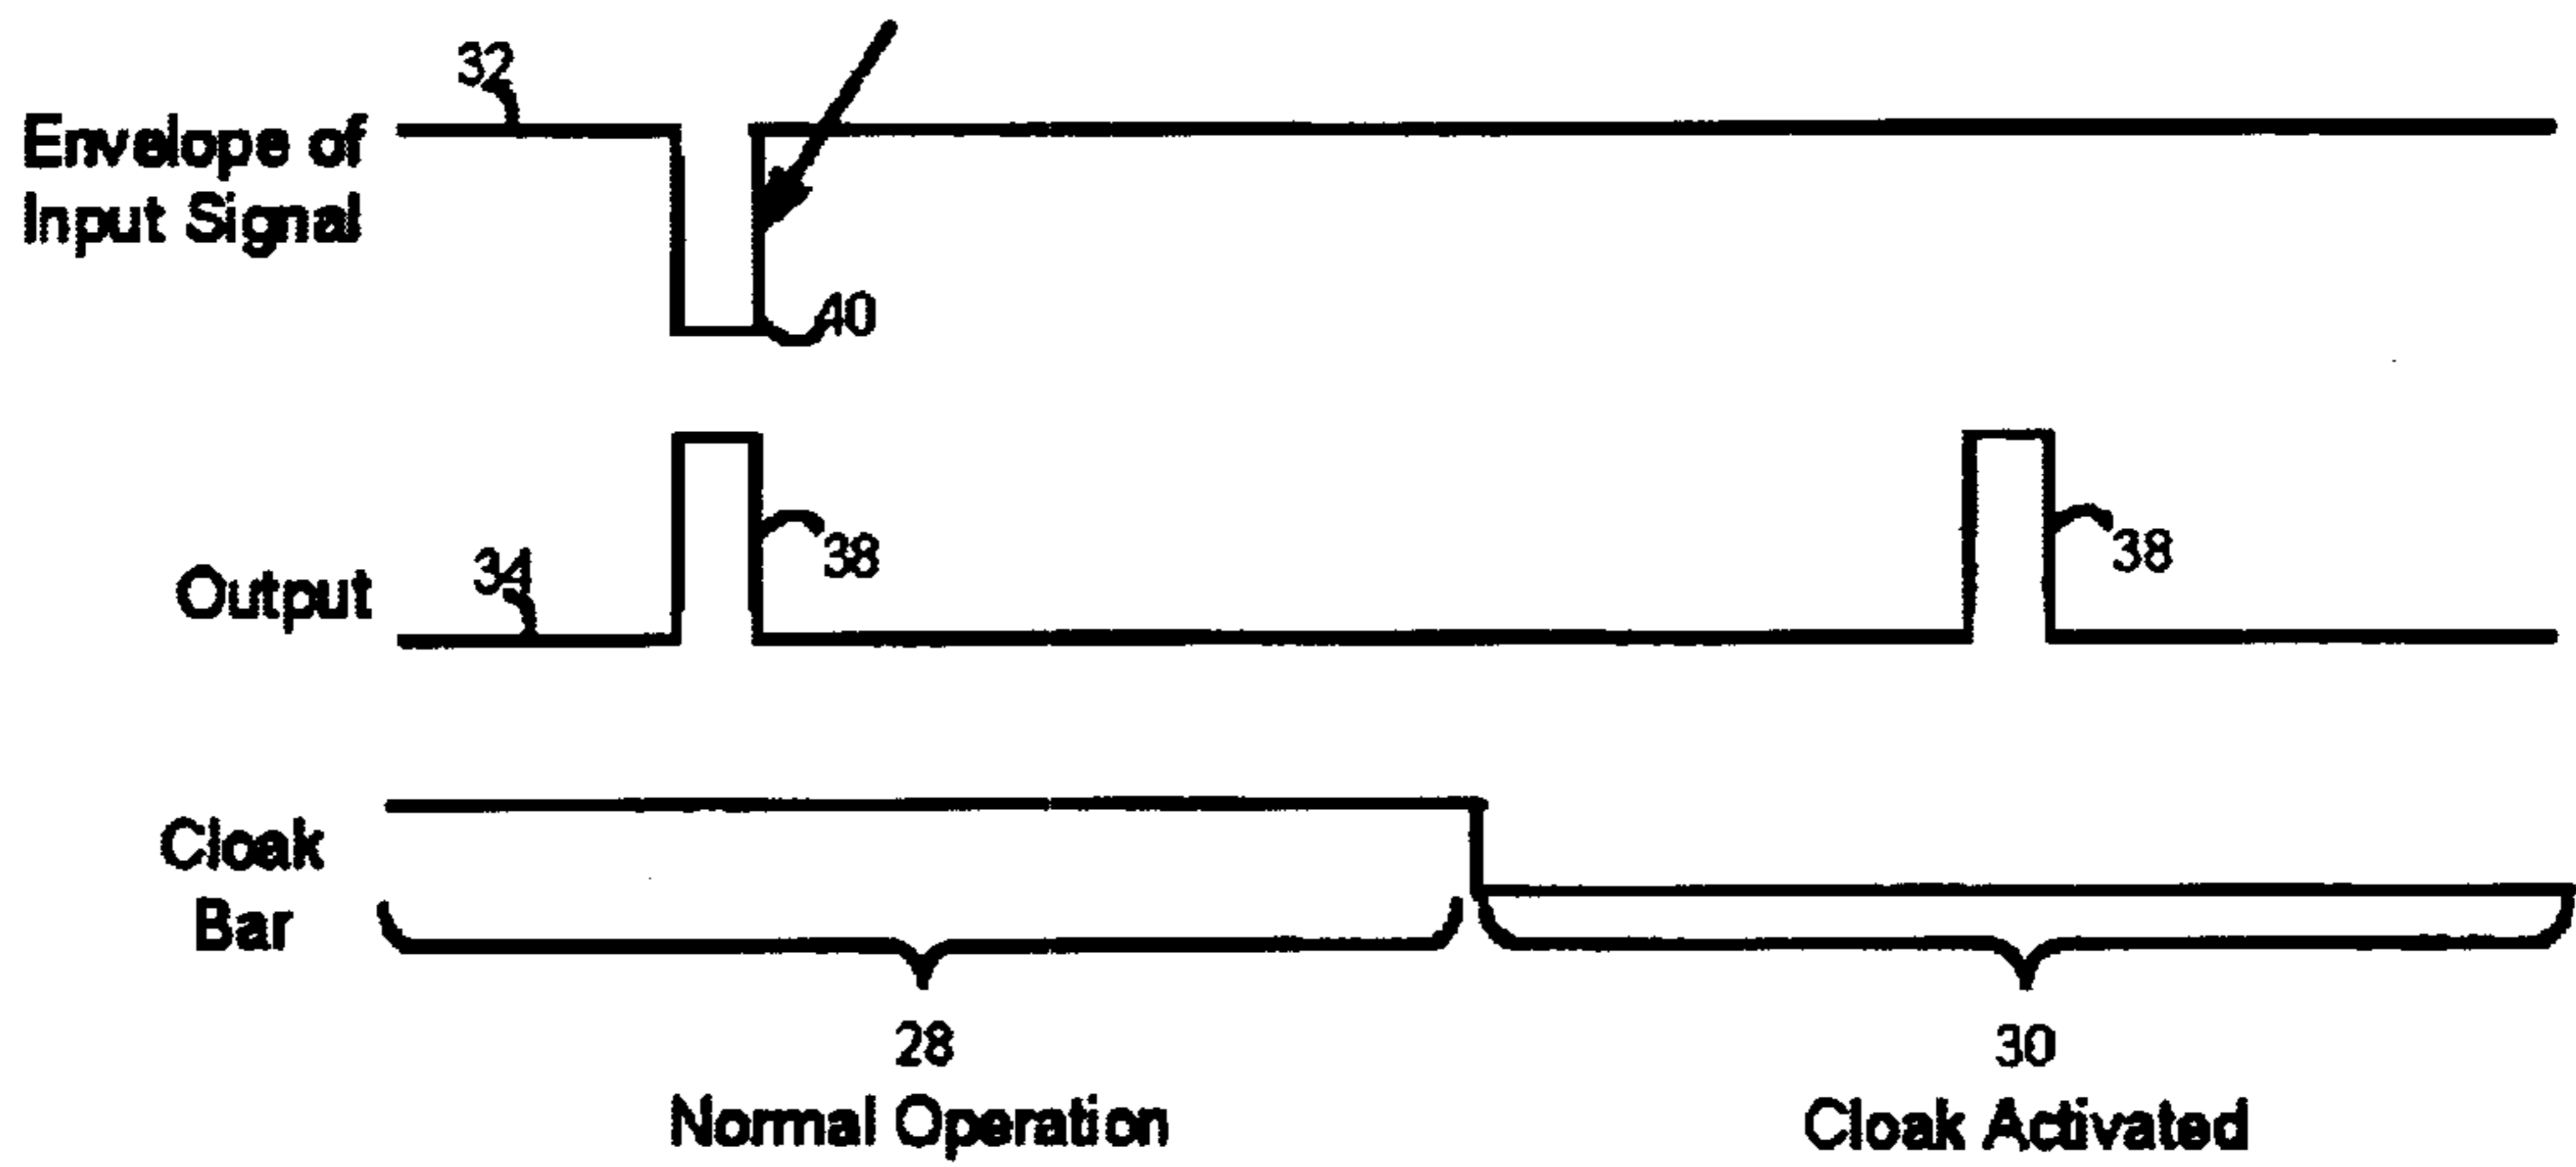 32
Envelope of
Input Signal
40
34
Output
38
38
Cloak
Bar
28
Normal Operation
30
Cloak Activated